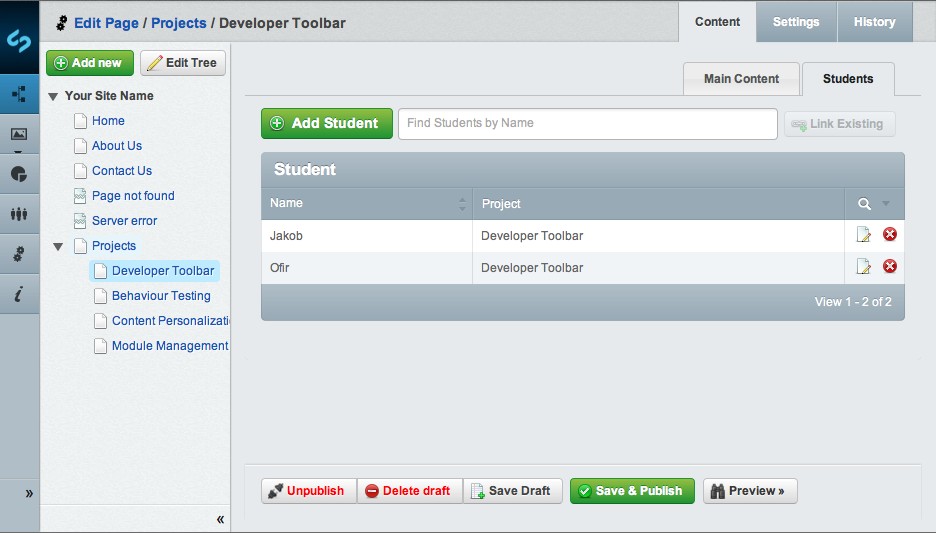 Edit Page / Projects / Developer Toolbar
Content
Settings
History
Add new
Edit Tree
Your Site Name
Home
About Us
Contact Us
Page not found
Server error
Projects
Developer Toolbar
Behaviour Testing
Content Personalizati
Module Management
Main Content
Students
Add Student
Find Students by Name
Link Existing
Student
Name Project
Jakob Developer Toolbar
Ofir Developer Toolbar
View 1 - 2 of 2
Unpublish
Delete draft
Save Draft
Save & Publish
Preview »
»
«